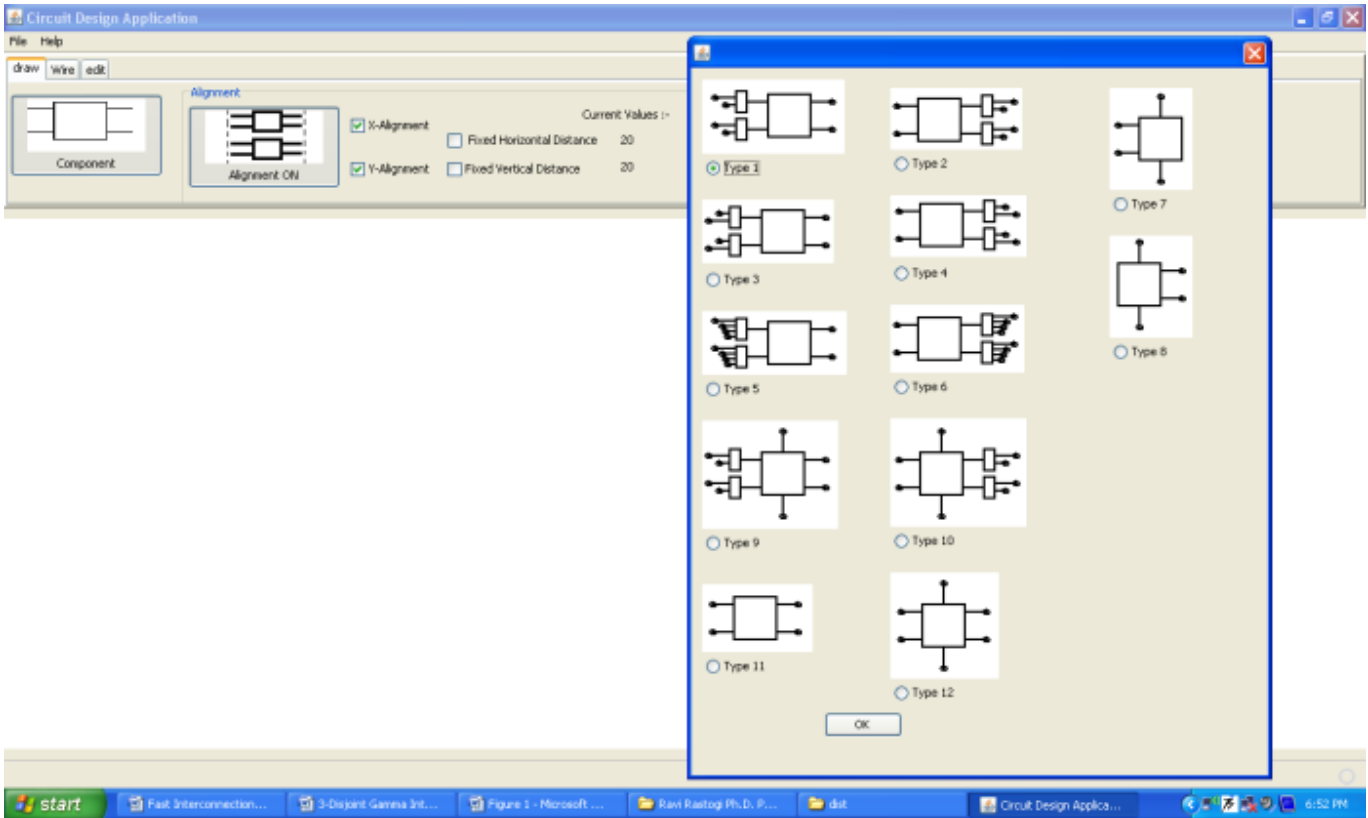 Circuit Design Application
File Help
draw Wire edit
Alignment
Component
Alignment ON
X-Alignment
Y-Alignment
Current Values :-
Fixed Horizontal Distance 20
Fixed Vertical Distance 20
Type 1
Type 2
Type 7
Type 3
Type 4
Type 8
Type 5
Type 6
Type 9
Type 10
Type 11
Type 12
OK
start
Fast Interconnection...
3-Disjoint Gamma Int...
Figure 1 - Microsoft ...
Ravi Rastogi Ph.D. P...
dist
Circuit Design Applica...
6:52 PM